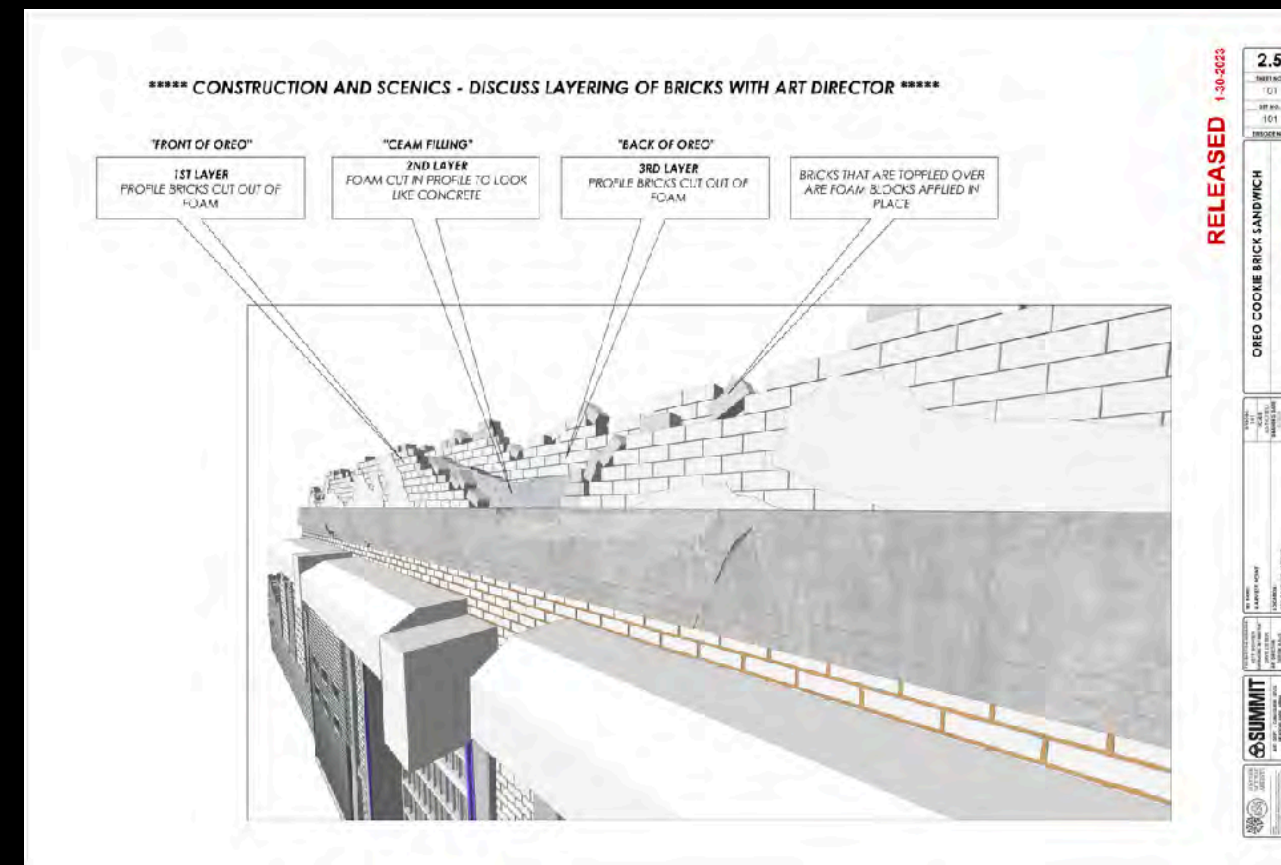 ***** CONSTRUCTION AND SCENICS - DISCUSS LAYERING OF BRICKS WITH ART DIRECTOR *****
"FRONT OF OREO"
1ST LAYER
PROFILE BRICKS CUT OUT OF
FOAM
"CEAM FILLING"
2ND LAYER
FOAM CUT IN PROFILE TO LOOK
LIKE CONCRETE
"BACK OF OREO"
3RD LAYER
PROFILE BRICKS CUT OUT OF
FOAM
BRICKS THAT ARE TOPPLED OVER
ARE FOAM BLOCKS APPLIED IN
PLACE
RELEASED 1-30-2023
2.5
101
101
OREO COOKIE BRICK SANDWICH
SUMMIT